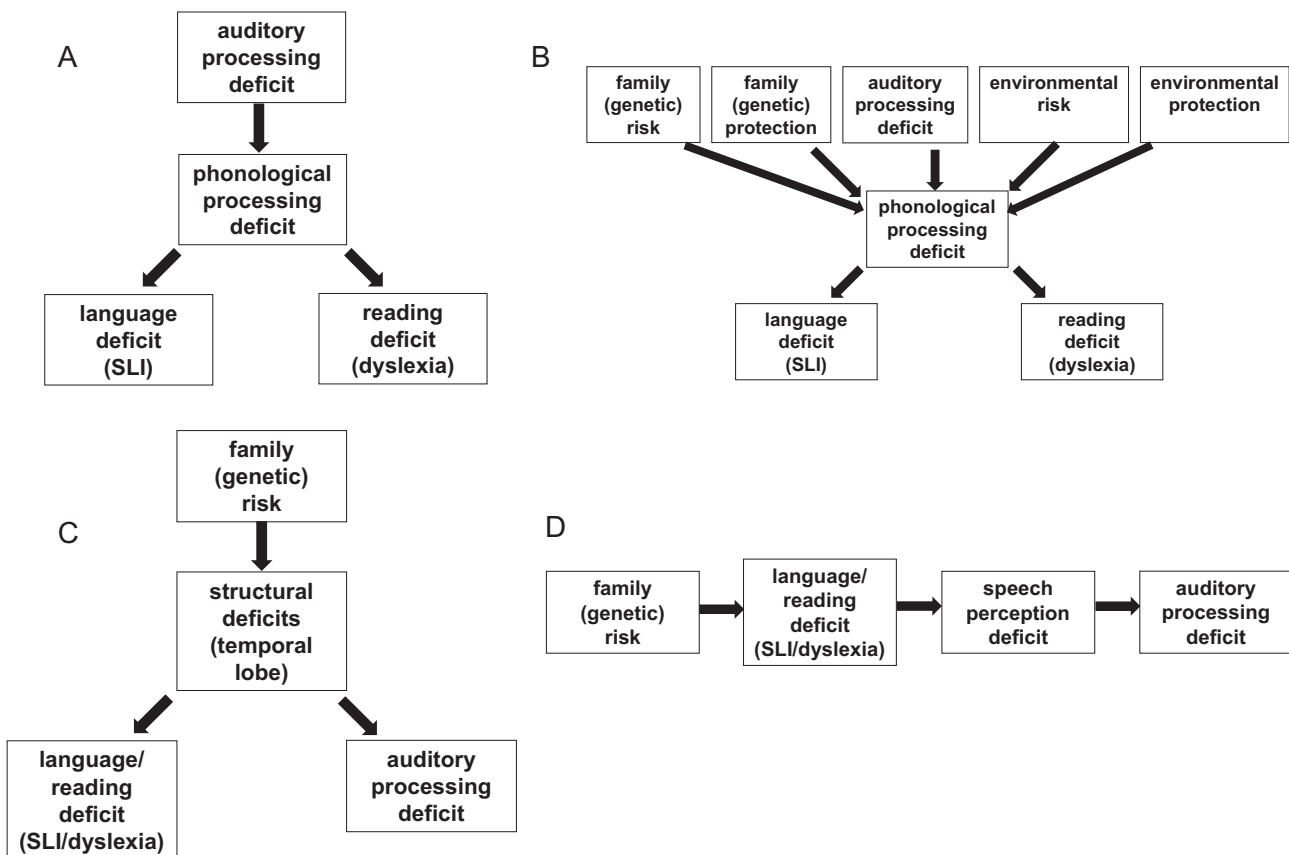 A
auditory
processing
deficit
phonological
processing
deficit
language
deficit
(SLI)
reading
deficit
(dyslexia)
B
family
(genetic)
risk
family
(genetic)
protection
auditory
processing
deficit
environmental
risk
environmental
protection
phonological
processing
deficit
language
deficit
(SLI)
reading
deficit
(dyslexia)
C
family
(genetic)
risk
structural
deficits
(temporal
lobe)
language/
reading
deficit
(SLI/dyslexia)
auditory
processing
deficit
D
family
(genetic)
risk
language/
reading
deficit
(SLI/dyslexia)
speech
perception
deficit
auditory
processing
deficit